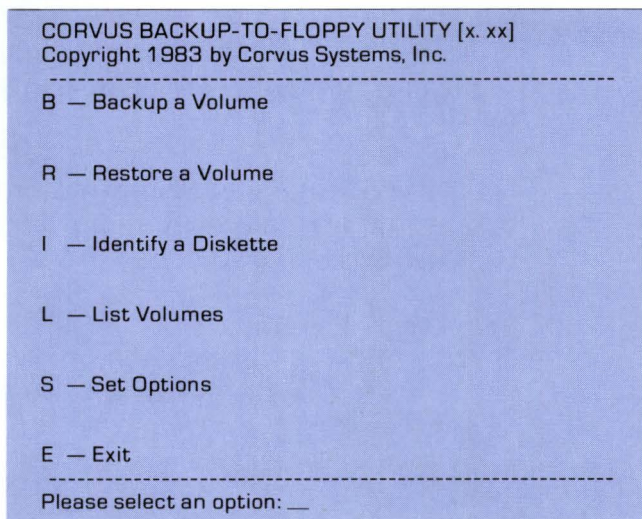 CORVUS BACKUP-TO-FLOPPY UTILITY [x. xx]
Copyright 1983 by Corvus Systems, Inc.
B — Backup a Volume
R — Restore a Volume
I — Identify a Diskette
L — List Volumes
S — Set Options
E — Exit
Please select an option: __